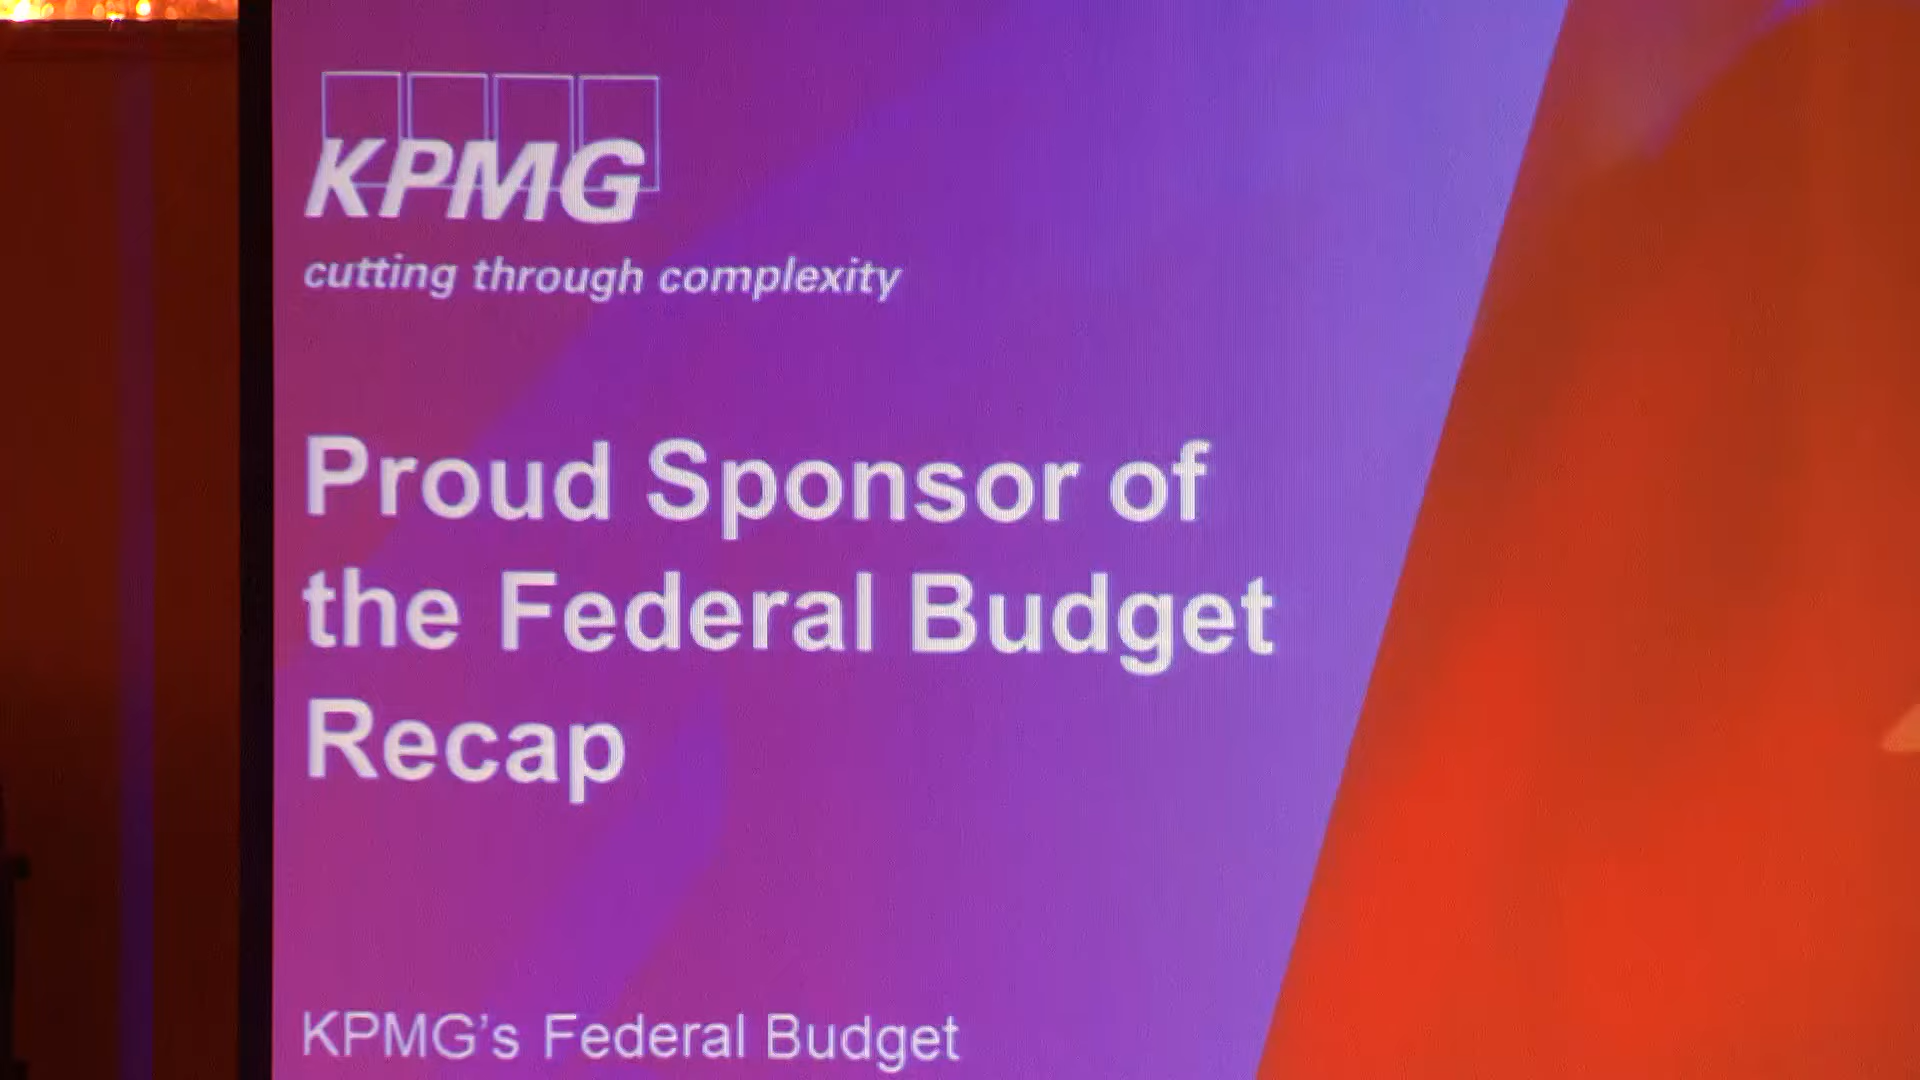 KPMG
cutting through complexity
Proud Sponsor of
the Federal Budget
Recap
KPMG's Federal Budget